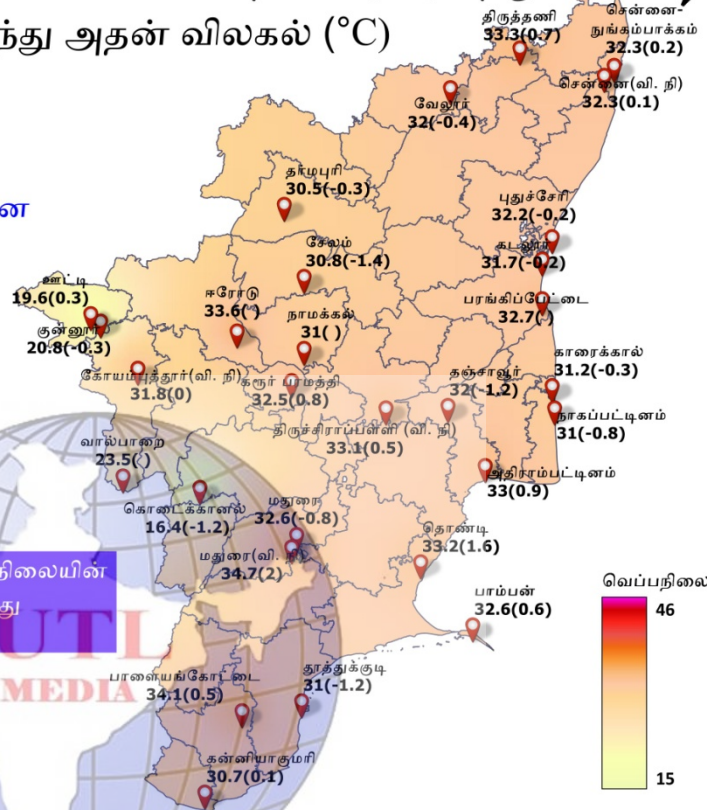 சென்னை-
நுங்கம்பாக்கம்
32.3(0.2)
திருத்தணி
33.3(0.7)
ந்து அதன் விலகல் (°C)
சென்னை(வி. நி)
32.3(0.1)
வேலூர்
32(-0.4)
தர்மபுரி
30.5(-0.3)
புதுச்சேரி
32.2(-0.2)
ன
கடலூர்
31.7(-0.2)
சேலம்
30.8(-1.4)
ஊட்டி
19.6(0.3)
ஈரோடு
33.6( )
நாமக்கல்
31( )
பரங்கிப்பேட்டை
32.7( )
குன்னூர்
20.8(-0.3)
காரைக்கால்
31.2(-0.3)
கோயம்புத்தூர்(வி. நி)
31.8(0)
கரூர் பரமத்தி
32.5(0.8)
தஞ்சாவூர்
32(-1.2)
நாகப்பட்டினம்
31(-0.8)
திருச்சிராப்பள்ளி (வி. நி)
33.1(0.5)
வால்பாறை
23.5( )
அதிராம்பட்டினம்
33(0.9)
கொடைக்கானல்
16.4(-1.2)
மதுரை
32.6(-0.8)
மதுரை(வி. நி)
34.7(2)
தொண்டி
33.2(1.6)
நிலையின்
து
பாம்பன்
32.6(0.6)
வெப்பநிலை
46
15
UTL
MEDIA
பாளையங்கோட்டை
34.1(0.5)
தூத்துக்குடி
31(-1.2)
கன்னியாகுமரி
30.7(0.1)